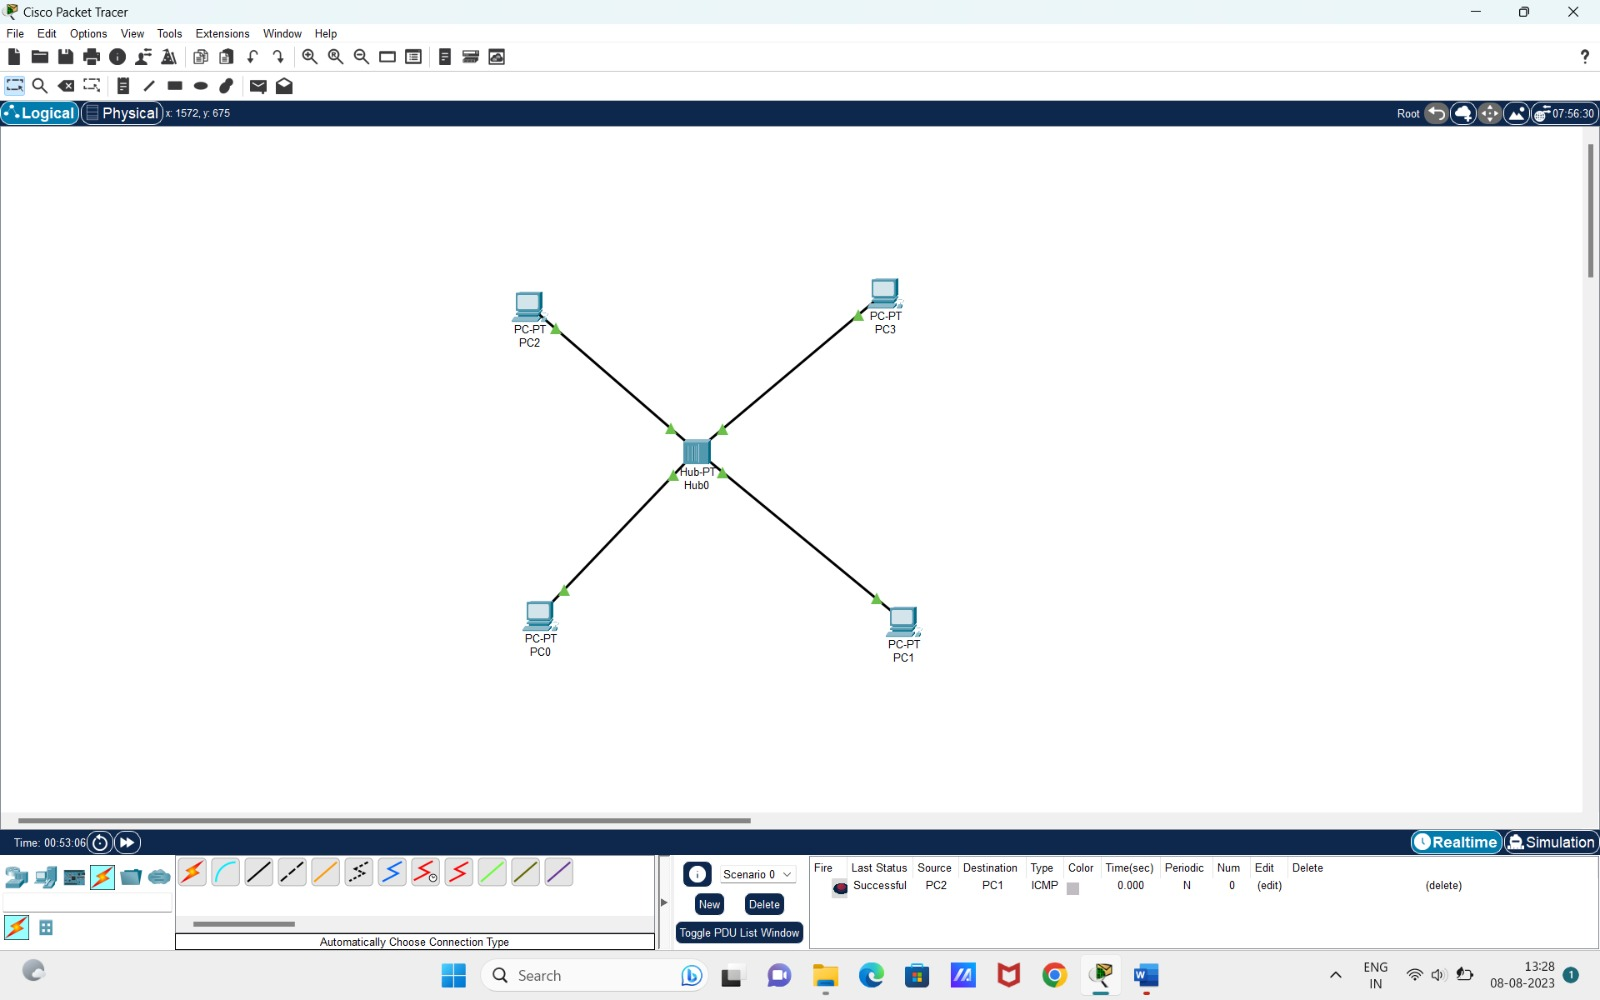 Cisco Packet Tracer
File Edit Options View Tools Extensions Window Help
?
Logical Physical x: 1572, y: 675 Root 07:56:30
PC-PT
PC2
PC-PT
PC3
Hub-PT
Hub0
PC-PT
PC0
PC-PT
PC1
Time: 00:53:06 Realtime Simulation
Scenario 0
New Delete
Toggle PDU List Window
Automatically Choose Connection Type
Fire Last Status Source Destination Type Color Time(sec) Periodic Num Edit Delete
Successful PC2 PC1 ICMP 0.000 N 0 (edit) (delete)
Search
ENG
IN
13:28
08-08-2023
1